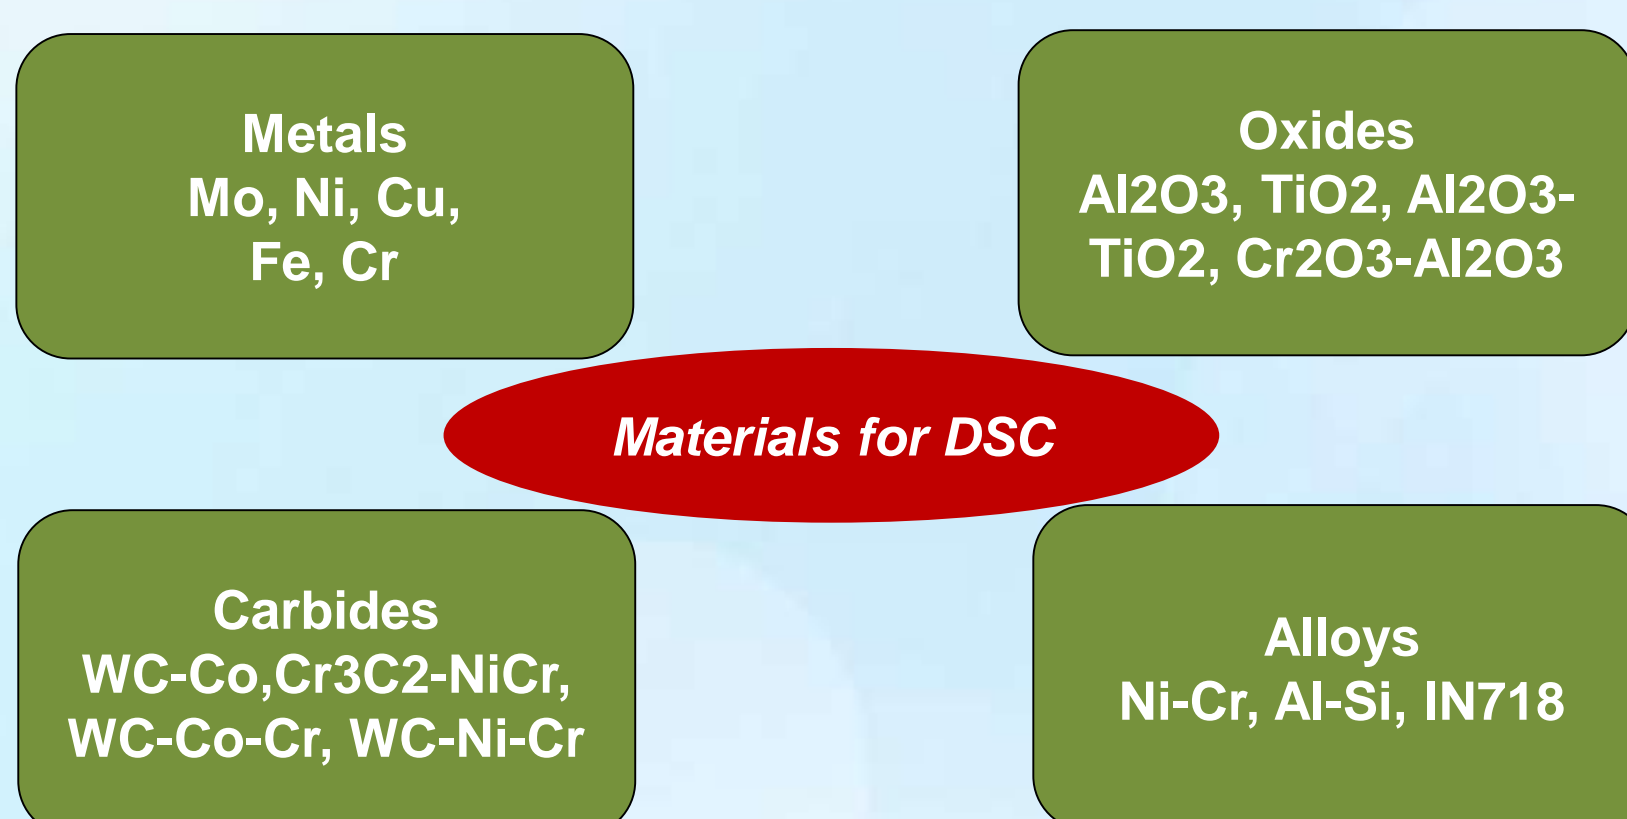 Metals
Mo, Ni, Cu,
Fe, Cr
Oxides
Al2O3, TiO2, Al2O3-
TiO2, Cr2O3-Al2O3
Materials for DSC
Carbides
WC-Co,Cr3C2-NiCr,
WC-Co-Cr, WC-Ni-Cr
Alloys
Ni-Cr, Al-Si, IN718